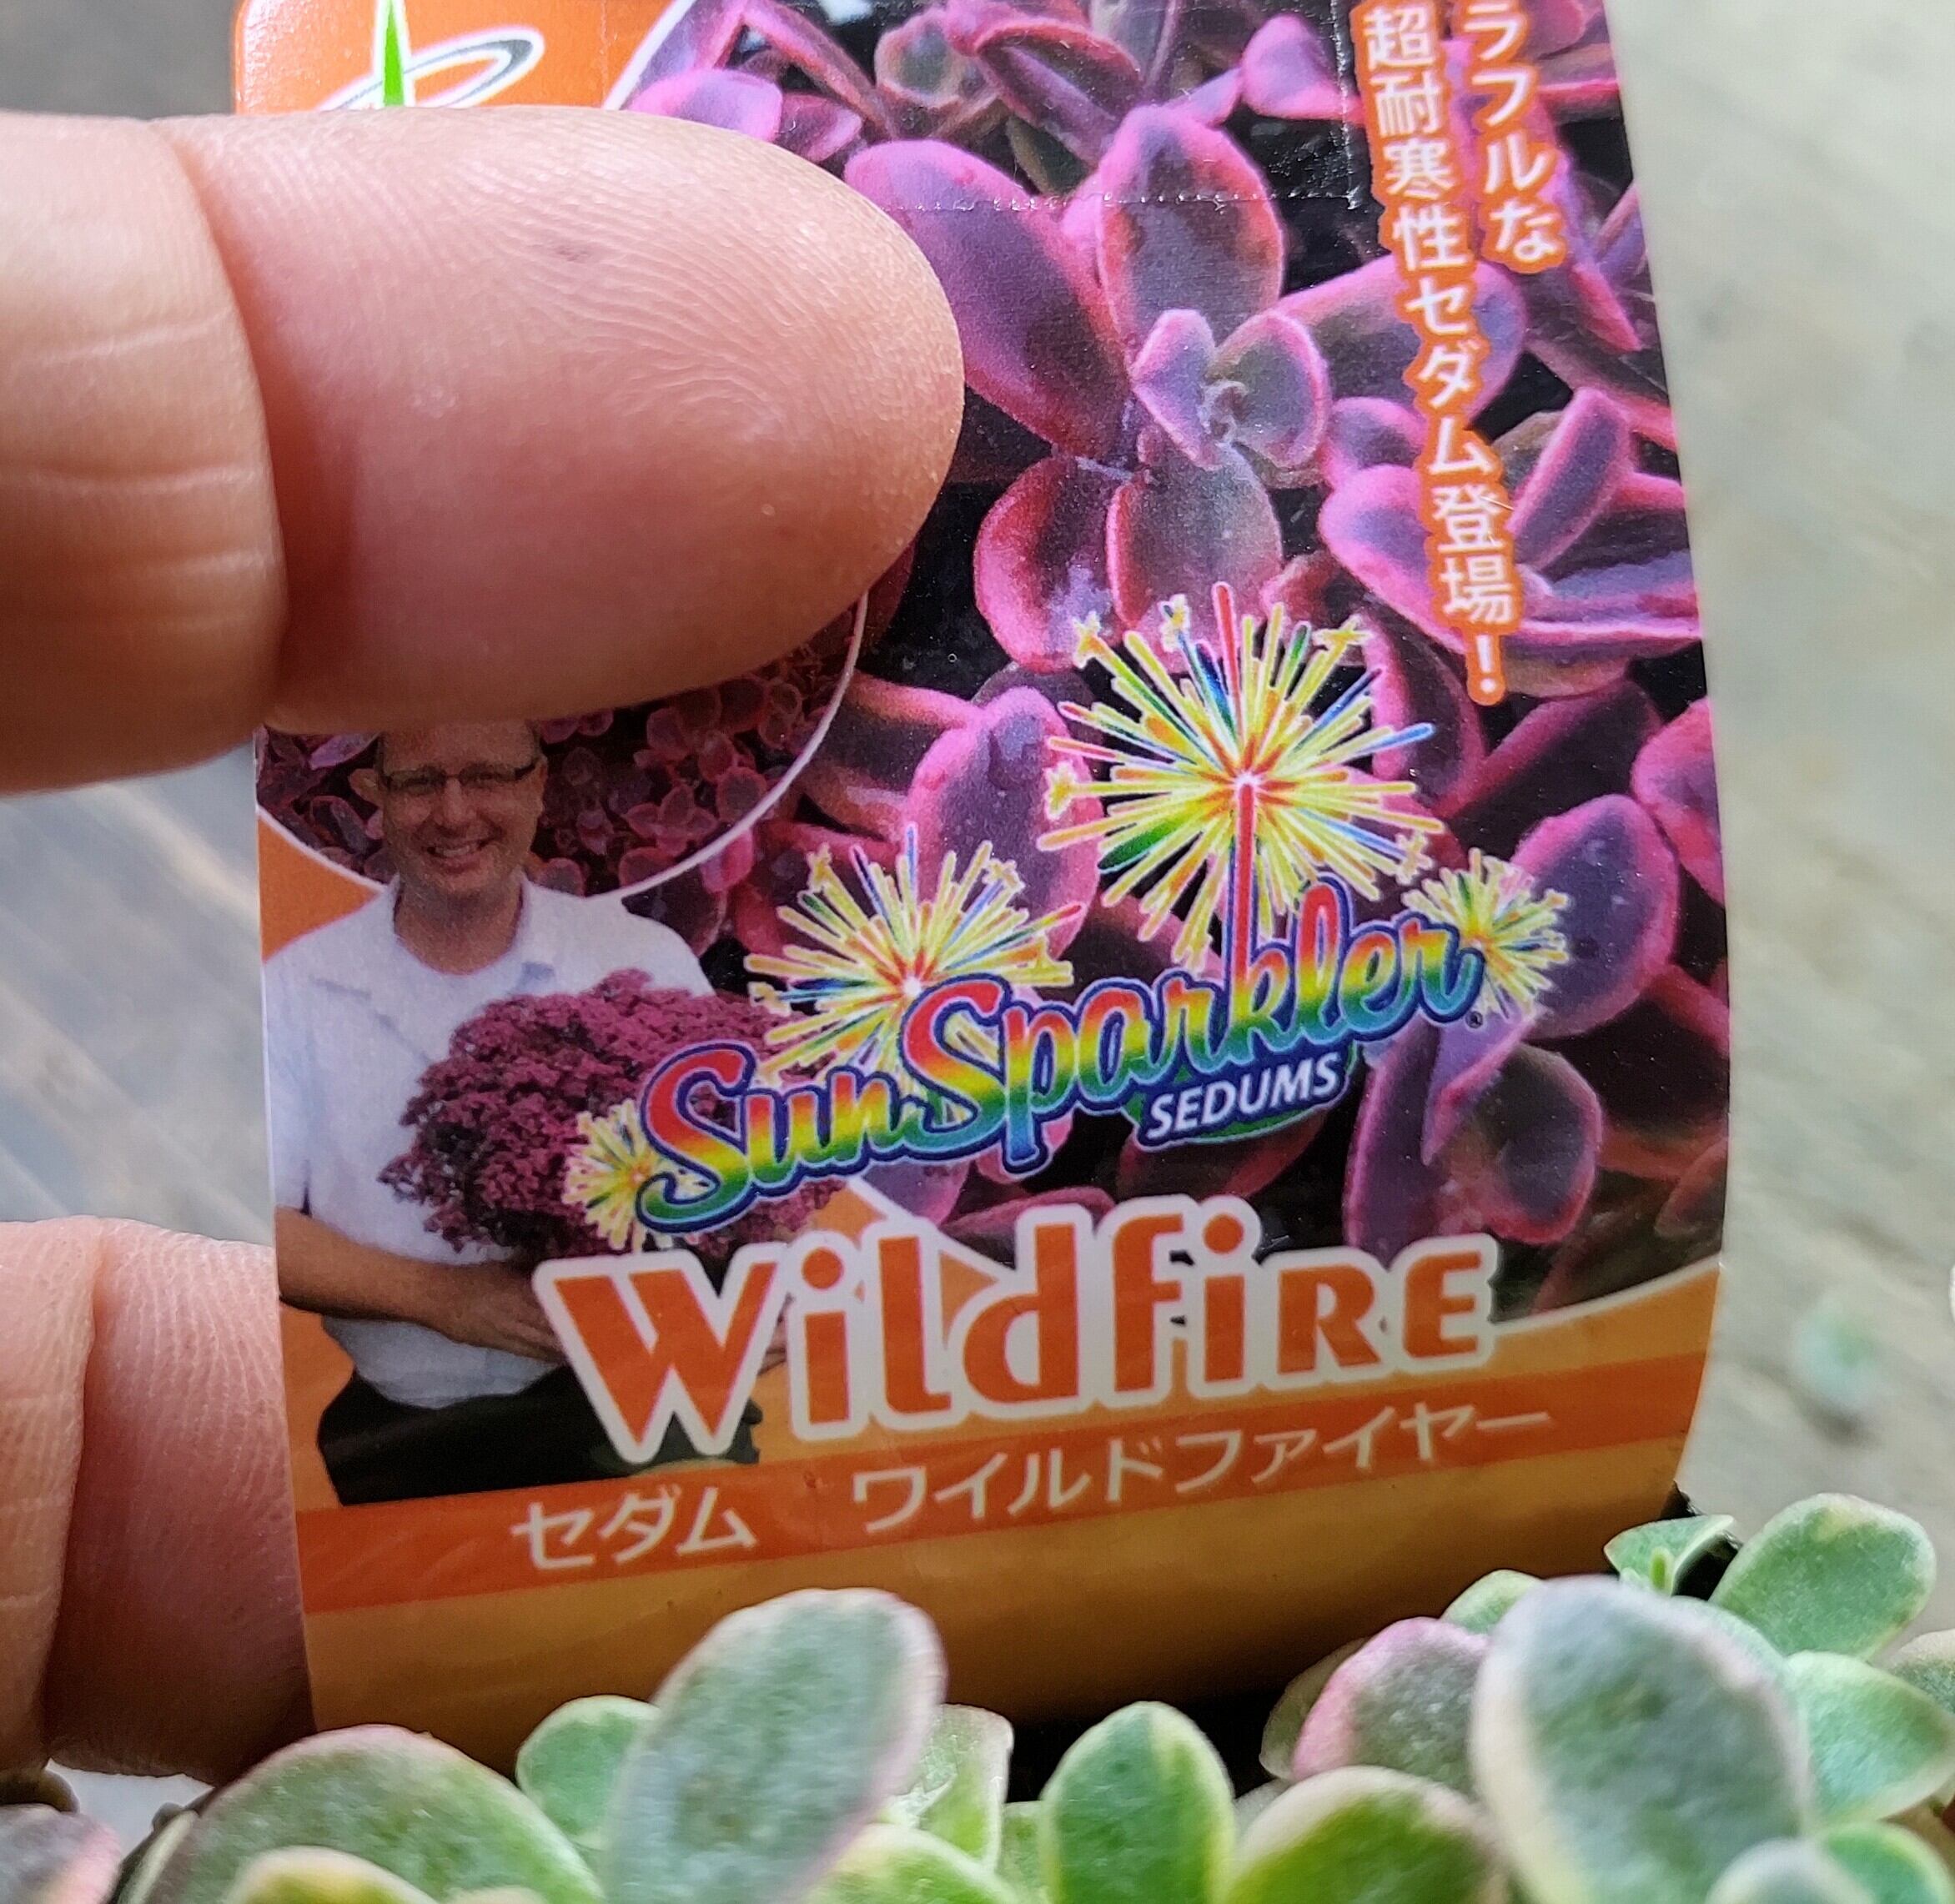 ラフルな
超耐寒性セダム登場！
SunSparkler®
SEDUMS
Wildfire
セダム ワイルドファイヤー